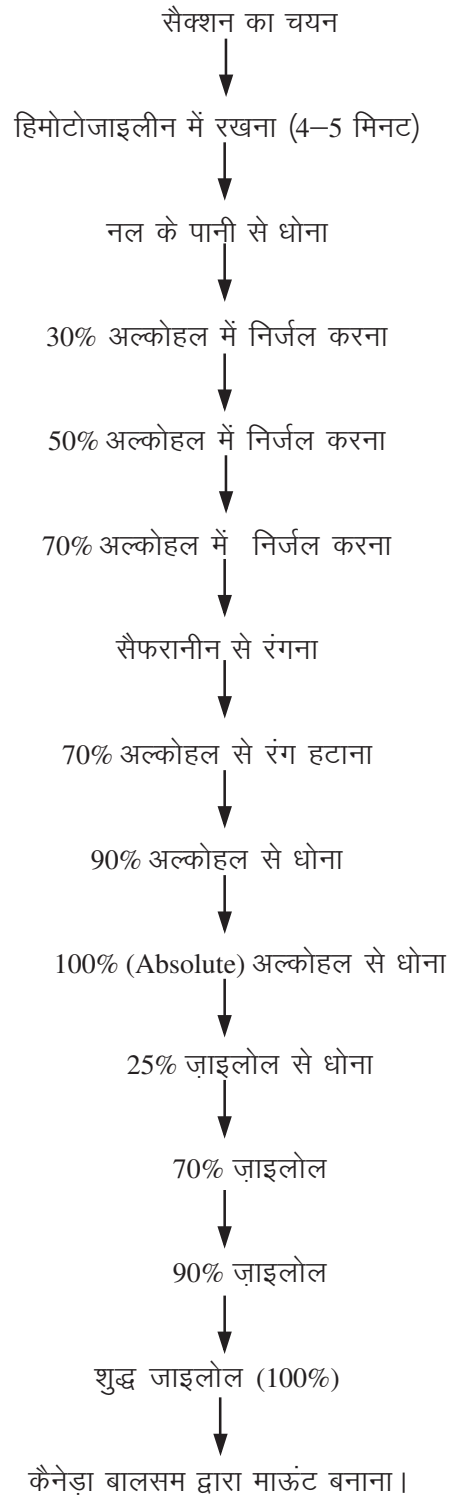 सैक्शन का चयन
हिमोटोजाइलीन में रखना (4–5 मिनट)
नल के पानी से धोना
30% अल्कोहल में निर्जल करना
50% अल्कोहल में निर्जल करना
70% अल्कोहल में निर्जल करना
सैफरानीन से रंगना
70% अल्कोहल से रंग हटाना
90% अल्कोहल से धोना
100% (Absolute) अल्कोहल से धोना
25% ज़ाइलोल से धोना
70% ज़ाइलोल
90% ज़ाइलोल
शुद्ध जाइलोल (100%)
कैनेड़ा बालसम द्वारा माऊंट बनाना।